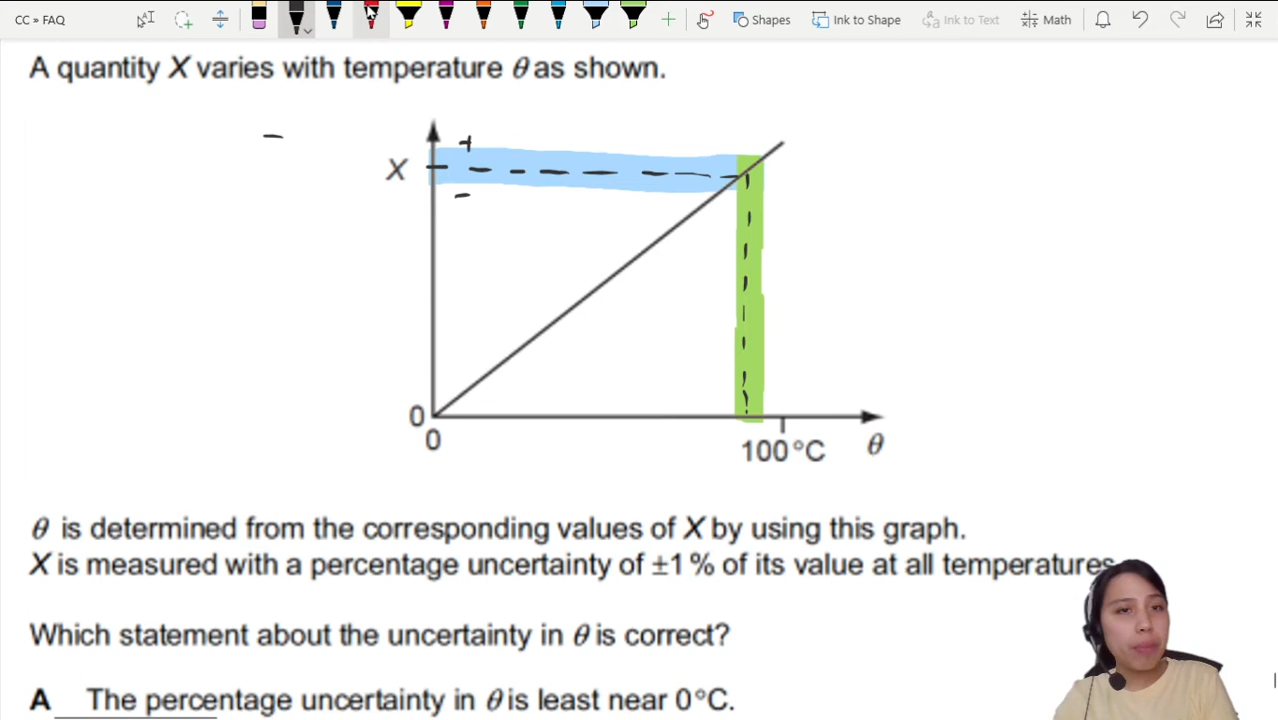 CC » FAQ
Shapes
Ink to Shape
Ink to Text
Math
A quantity X varies with temperature θ as shown.
X
+
–
–
0
0
100°C
θ
θ is determined from the corresponding values of X by using this graph.
X is measured with a percentage uncertainty of ±1% of its value at all temperatures
Which statement about the uncertainty in θ is correct?
A The percentage uncertainty in θ is least near 0°C.